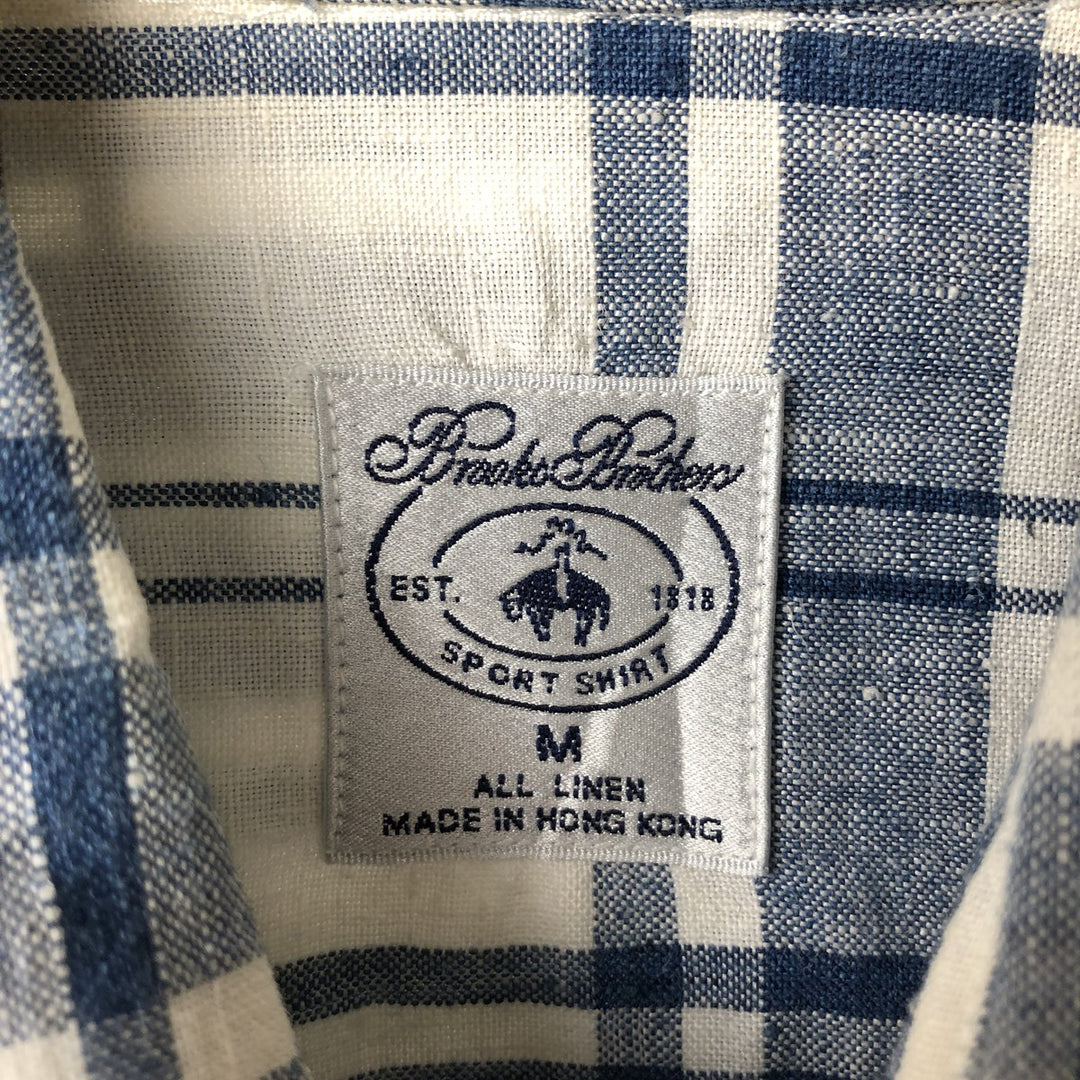 Brooks Brothers
EST. 1818
SPORT SHIRT
M
ALL LINEN
MADE IN HONG KONG